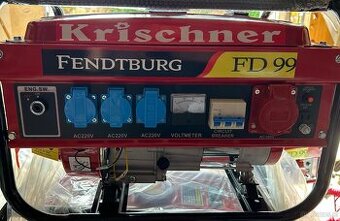 Krischner
FENDTBURG
FD 99
ENG.SW.
AC220V
AC220V
AC220V
VOLTMETER
CIRCUIT
BREAKER